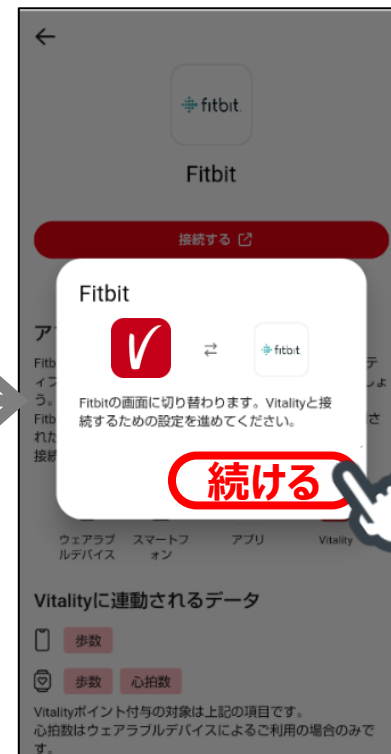 fitbit
Fitbit
接続する
Fitbit
fitbit
Fitbitの画面に切り替わります。Vitalityと接
続するための設定を進めてください。
続ける
ウェアラブ
ルデバイス
スマートフ
ォン
アプリ
Vitality
Vitalityに連動されるデータ
歩数
歩数 心拍数
Vitalityポイント付与の対象は上記の項目です。
心拍数はウェアラブルデバイスによるご利用の場合のみで
す。